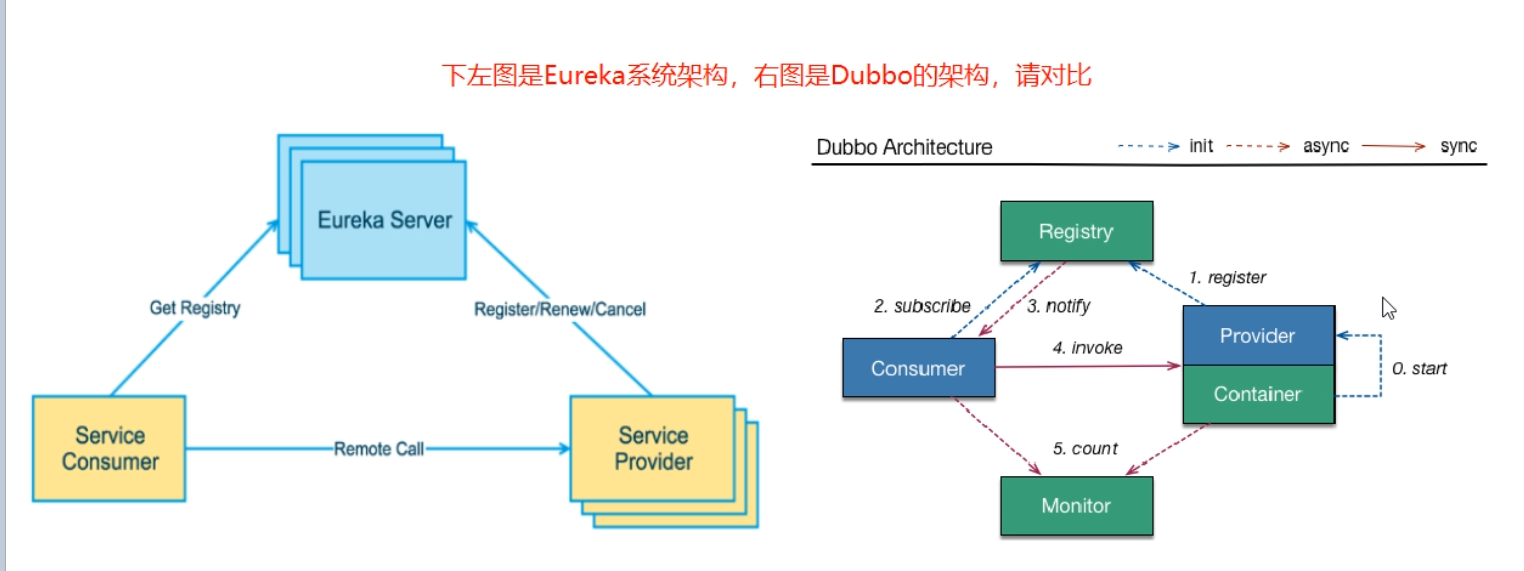 下左图是Eureka系统架构，右图是Dubbo的架构，请对比
Eureka Server
Get Registry
Register/Renew/Cancel
Service
Consumer
Remote Call
Service
Provider
Dubbo Architecture
init
async
sync
Registry
1. register
2. subscribe
3. notify
Provider
4. invoke
Consumer
0. start
Container
5. count
Monitor